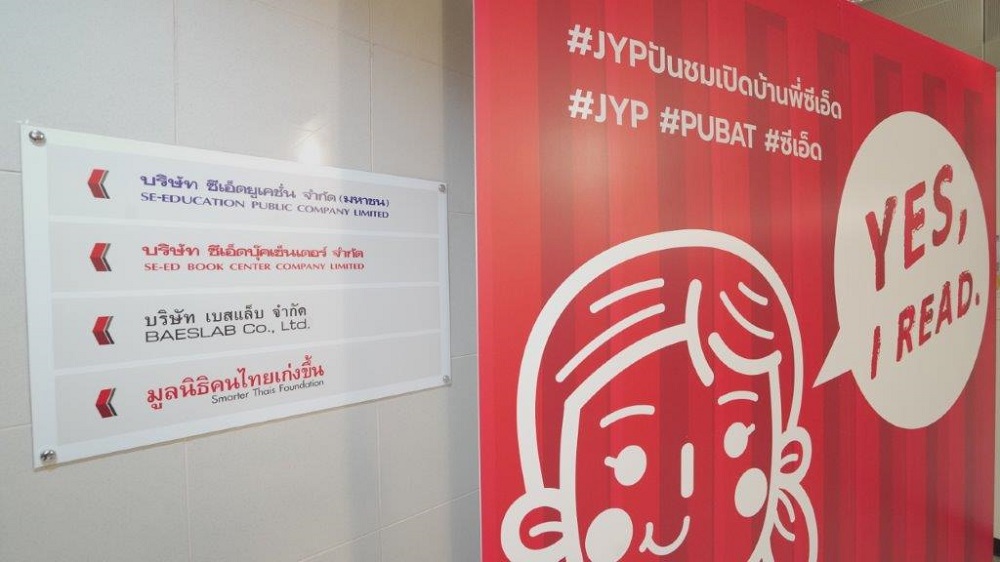 บริษัท ซีเอ็ดยูเคชั่น จำกัด (มหาชน)
SE-EDUCATION PUBLIC COMPANY LIMITED
บริษัท ซีเอ็ดบุ๊คเซ็นเตอร์ จำกัด
SE-ED BOOK CENTER COMPANY LIMITED
บริษัท เบสแล็บ จำกัด
BAESLAB Co., Ltd.
มูลนิธิคนไทยเก่งขึ้น
Smarter Thais Foundation
#JYPปันชมเปิดบ้านพี่ซีเอ็ด
#JYP #PUBAT #ซีเอ็ด
YES,
I READ.